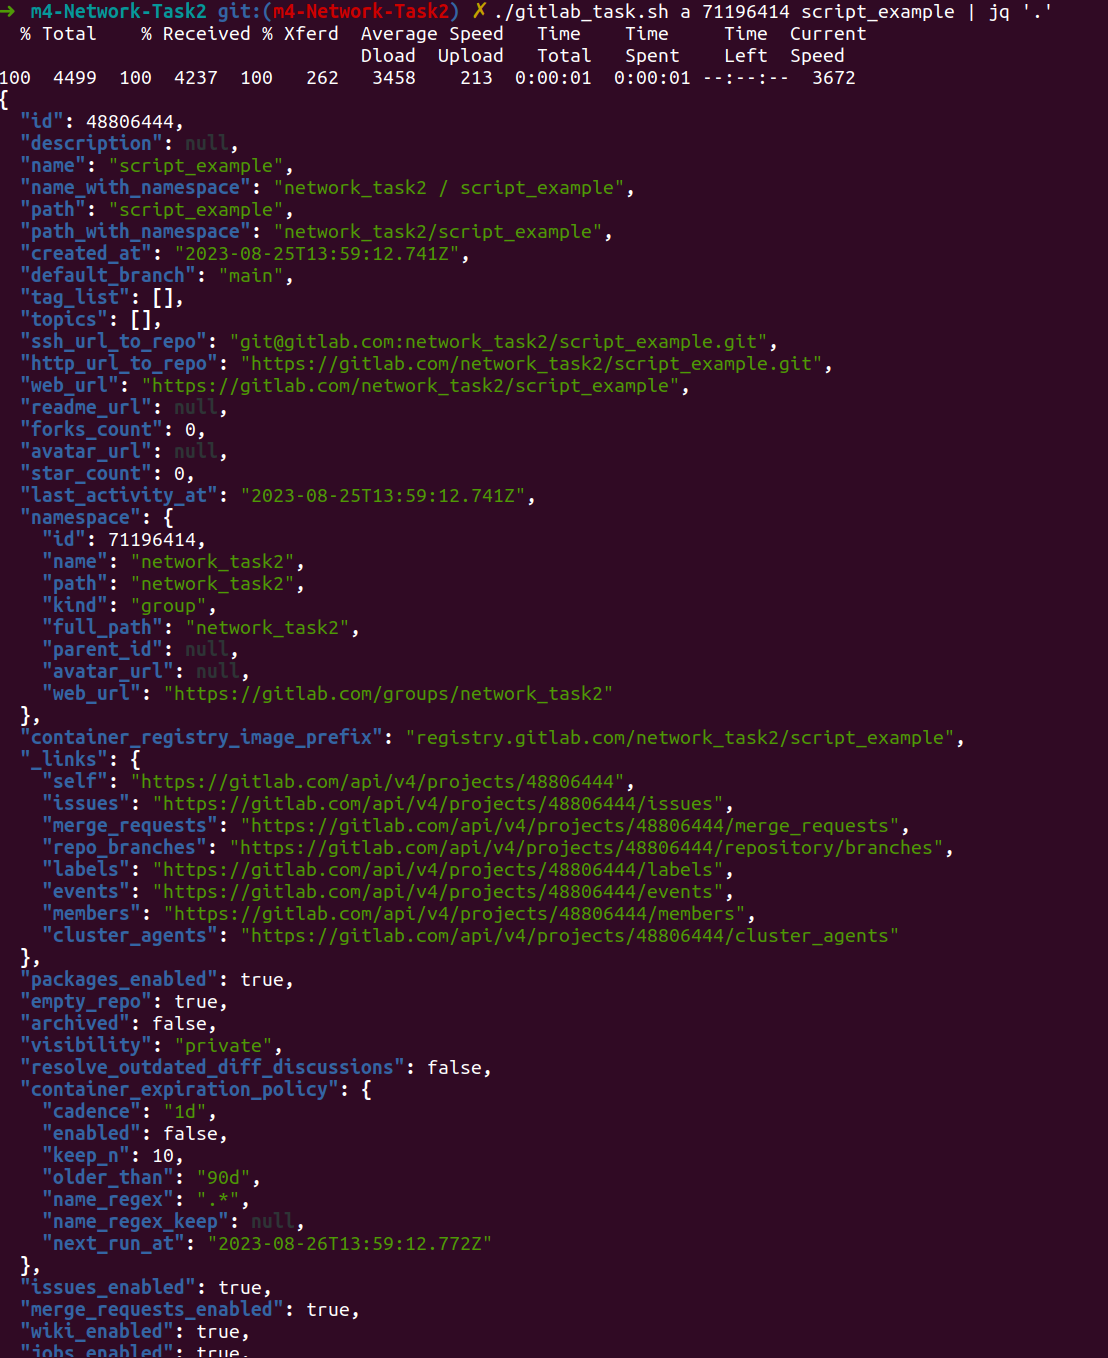 ➜  m4-Network-Task2 git:(m4-Network-Task2) ✗ ./gitlab_task.sh a 71196414 script_example | jq '.'
  % Total    % Received % Xferd  Average Speed   Time    Time     Time  Current
                                 Dload  Upload   Total   Spent    Left  Speed
100  4499  100  4237  100   262   3458    213  0:00:01  0:00:01 --:--:--  3672
{
  "id": 48806444,
  "description": null,
  "name": "script_example",
  "name_with_namespace": "network_task2 / script_example",
  "path": "script_example",
  "path_with_namespace": "network_task2/script_example",
  "created_at": "2023-08-25T13:59:12.741Z",
  "default_branch": "main",
  "tag_list": [],
  "topics": [],
  "ssh_url_to_repo": "git@gitlab.com:network_task2/script_example.git",
  "http_url_to_repo": "https://gitlab.com/network_task2/script_example.git",
  "web_url": "https://gitlab.com/network_task2/script_example",
  "readme_url": null,
  "forks_count": 0,
  "avatar_url": null,
  "star_count": 0,
  "last_activity_at": "2023-08-25T13:59:12.741Z",
  "namespace": {
    "id": 71196414,
    "name": "network_task2",
    "path": "network_task2",
    "kind": "group",
    "full_path": "network_task2",
    "parent_id": null,
    "avatar_url": null,
    "web_url": "https://gitlab.com/groups/network_task2"
  },
  "container_registry_image_prefix": "registry.gitlab.com/network_task2/script_example",
  "_links": {
    "self": "https://gitlab.com/api/v4/projects/48806444",
    "issues": "https://gitlab.com/api/v4/projects/48806444/issues",
    "merge_requests": "https://gitlab.com/api/v4/projects/48806444/merge_requests",
    "repo_branches": "https://gitlab.com/api/v4/projects/48806444/repository/branches",
    "labels": "https://gitlab.com/api/v4/projects/48806444/labels",
    "events": "https://gitlab.com/api/v4/projects/48806444/events",
    "members": "https://gitlab.com/api/v4/projects/48806444/members",
    "cluster_agents": "https://gitlab.com/api/v4/projects/48806444/cluster_agents"
  },
  "packages_enabled": true,
  "empty_repo": true,
  "archived": false,
  "visibility": "private",
  "resolve_outdated_diff_discussions": false,
  "container_expiration_policy": {
    "cadence": "1d",
    "enabled": false,
    "keep_n": 10,
    "older_than": "90d",
    "name_regex": ".*",
    "name_regex_keep": null,
    "next_run_at": "2023-08-26T13:59:12.772Z"
  },
  "issues_enabled": true,
  "merge_requests_enabled": true,
  "wiki_enabled": true,
  "jobs_enabled": true,